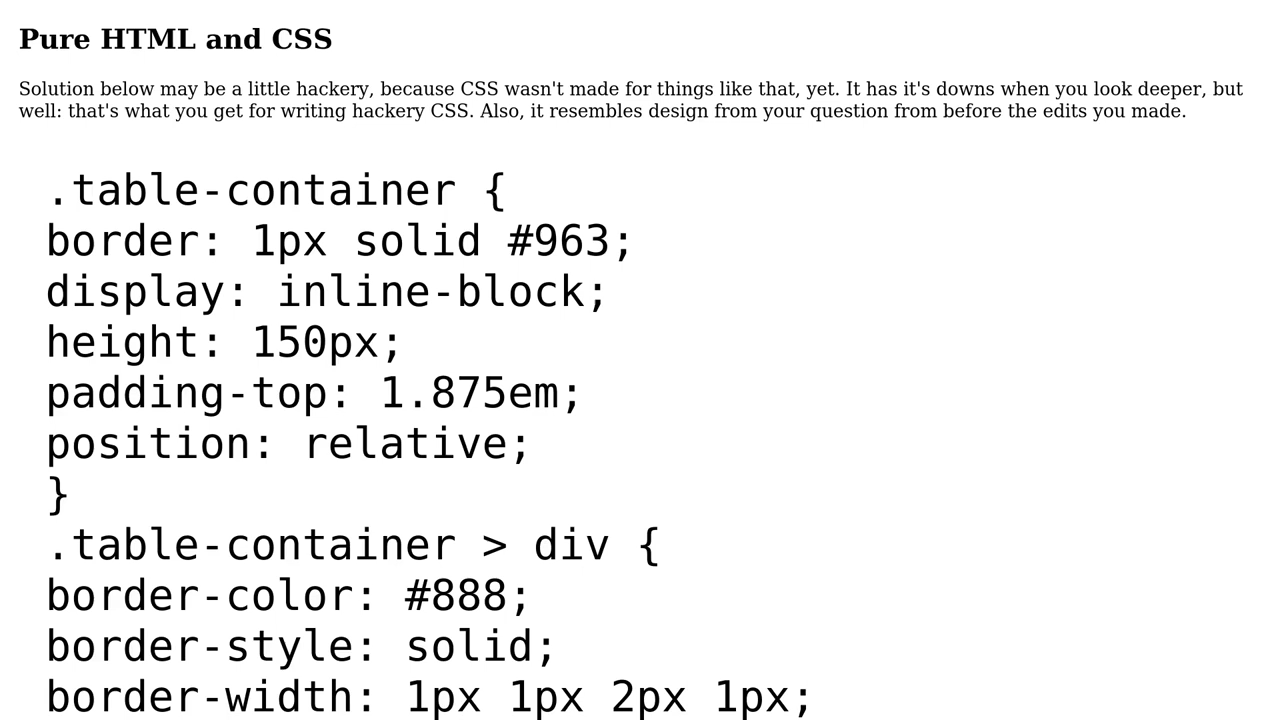 Pure HTML and CSS
Solution below may be a little hackery, because CSS wasn't made for things like that, yet. It has it's downs when you look deeper, but
well: that's what you get for writing hackery CSS. Also, it resembles design from your question from before the edits you made.
.table-container {
border: 1px solid #963;
display: inline-block;
height: 150px;
padding-top: 1.875em;
position: relative;
}
.table-container > div {
border-color: #888;
border-style: solid;
border-width: 1px 1px 2px 1px;